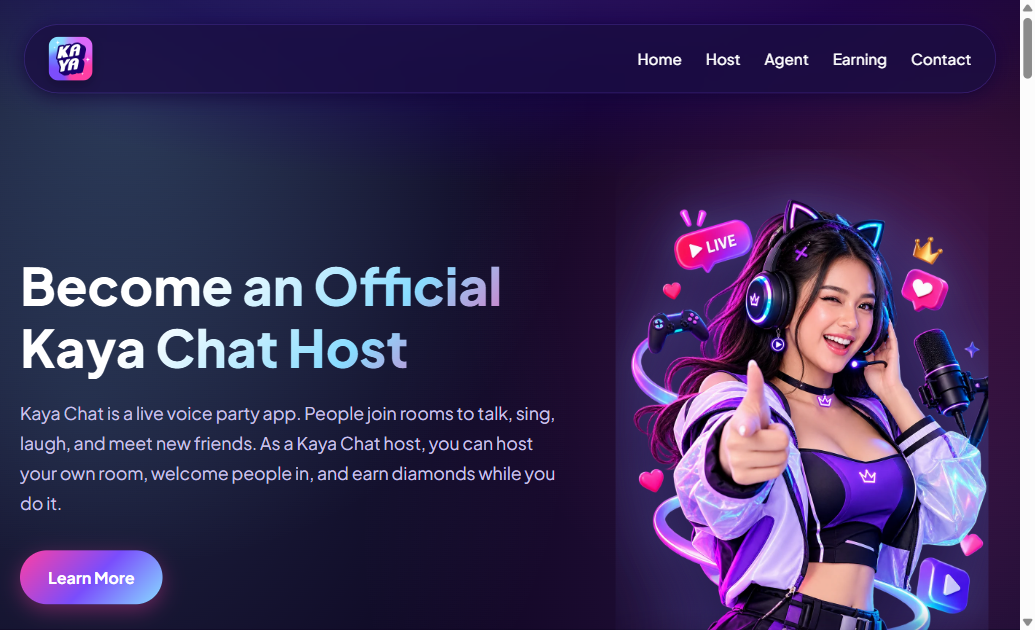 KA
YA
Home
Host
Agent
Earning
Contact
LIVE
Become an Official
Kaya Chat Host
Kaya Chat is a live voice party app. People join rooms to talk, sing,
laugh, and meet new friends. As a Kaya Chat host, you can host
your own room, welcome people in, and earn diamonds while you
do it.
Learn More